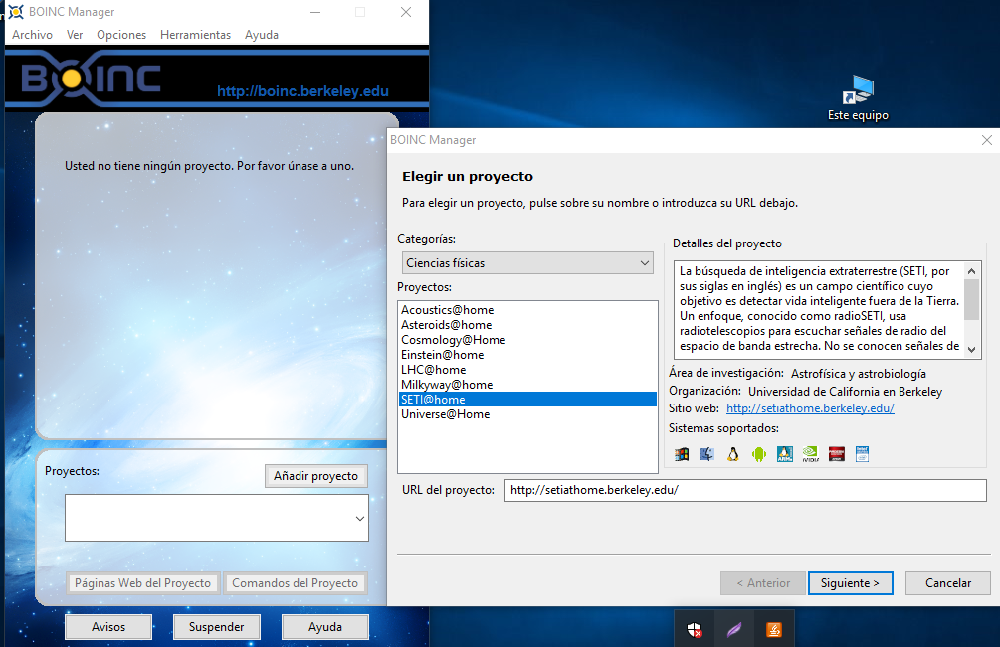 BOINC Manager
Archivo Ver Opciones Herramientas Ayuda
BOINC
http://boinc.berkeley.edu
Usted no tiene ningún proyecto. Por favor únase a uno.
Proyectos:
Añadir proyecto
Páginas Web del Proyecto
Comandos del Proyecto
Avisos
Suspender
Ayuda
Este equipo
BOINC Manager
Elegir un proyecto
Para elegir un proyecto, pulse sobre su nombre o introduzca su URL debajo.
Categorías:
Ciencias físicas
Proyectos:
Acoustics@home
Asteroids@home
Cosmology@Home
Einstein@home
LHC@home
Milkyway@home
SETI@home
Universe@Home
Detalles del proyecto
La búsqueda de inteligencia extraterrestre (SETI, por
sus siglas en inglés) es un campo científico cuyo
objetivo es detectar vida inteligente fuera de la Tierra.
Un enfoque, conocido como radioSETI, usa
radiotelescopios para escuchar señales de radio del
espacio de banda estrecha. No se conocen señales de
Área de investigación: Astrofísica y astrobiología
Organización: Universidad de California en Berkeley
Sitio web: http://setiathome.berkeley.edu/
Sistemas soportados:
URL del proyecto: http://setiathome.berkeley.edu/
< Anterior
Siguiente >
Cancelar